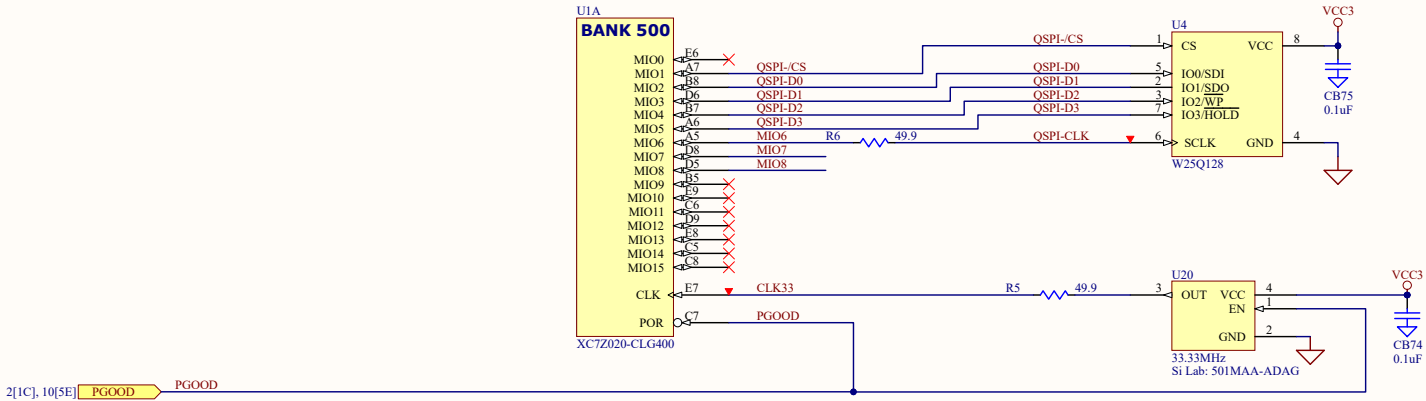 U1A
BANK 500
MIO0 E6
MIO1 A7 QSPI-/CS
MIO2 B8 QSPI-D0
MIO3 D6 QSPI-D1
MIO4 B7 QSPI-D2
MIO5 A6 QSPI-D3
MIO6 A5 MIO6 R6 49.9 QSPI-CLK
MIO7 D8 MIO7
MIO8 D5 MIO8
MIO9 B5
MIO10 E9
MIO11 C6
MIO12 D9
MIO13 E8
MIO14 C5
MIO15 C8
CLK E7 CLK33 R5 49.9
POR C7 PGOOD
XC7Z020-CLG400
U4
QSPI-/CS 1 CS VCC 8
QSPI-D0 5 IO0/SDI
QSPI-D1 2 IO1/SDO
QSPI-D2 3 IO2/WP
QSPI-D3 7 IO3/HOLD
6 SCLK GND 4
W25Q128
VCC3
CB75
0.1uF
U20
3 OUT VCC 4
EN 1
GND 2
33.33MHz
Si Lab: 501MAA-ADAG
VCC3
CB74
0.1uF
2[1C], 10[5E] PGOOD PGOOD